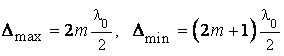 Δmax = 2m λ0/2, Δmin = (2m+1) λ0/2